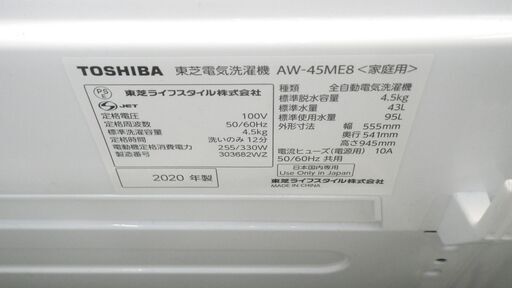 TOSHIBA 東芝電気洗濯機 AW-45ME8 <家庭用>
PS
E
JET
東芝ライフスタイル株式会社
定格電圧 100V
定格周波数 50/60Hz
標準洗濯容量 4.5kg
定格時間 洗いのみ 12分
電動機定格消費電力 255/330W
製造番号 303682WZ
2020 年製
種類 全自動電気洗濯機
標準脱水容量 4.5kg
標準水量 43L
標準使用水量 95L
外形寸法 幅 555mm
奥行 541mm
高さ 945mm
電流ヒューズ(電源用) 10A
50/60Hz 共用
日本国内専用
Use Only in Japan
東芝ライフスタイル株式会社
MADE IN CHINA